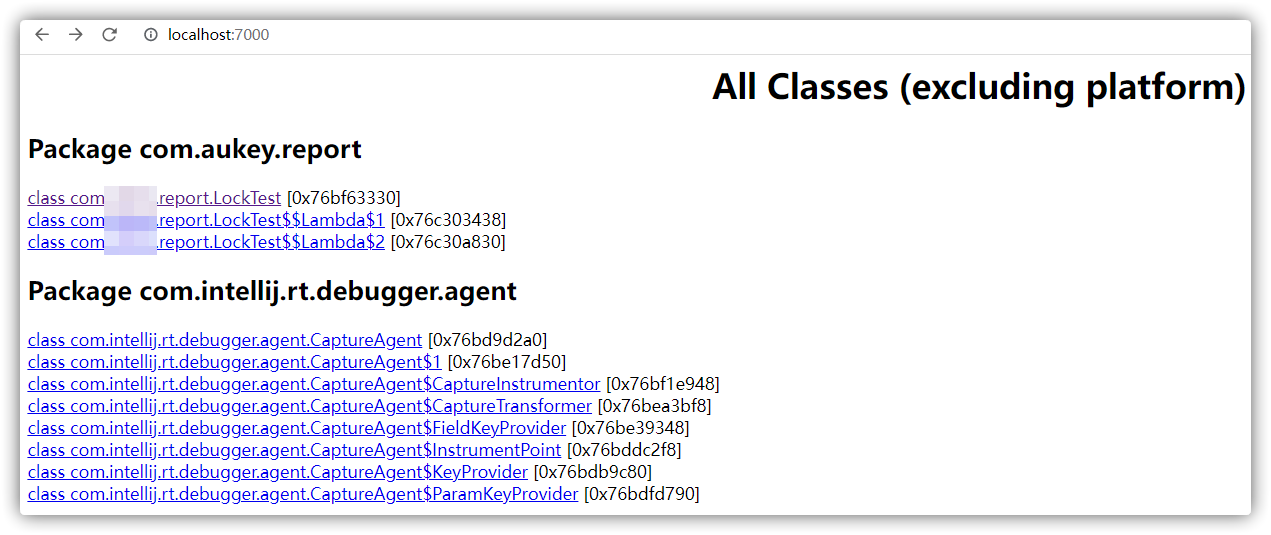 localhost:7000
All Classes (excluding platform)
Package com.aukey.report
class com .report.LockTest [0x76bf63330]
class com .report.LockTest$$Lambda$1 [0x76c303438]
class com .report.LockTest$$Lambda$2 [0x76c30a830]
Package com.intellij.rt.debugger.agent
class com.intellij.rt.debugger.agent.CaptureAgent [0x76bd9d2a0]
class com.intellij.rt.debugger.agent.CaptureAgent$1 [0x76be17d50]
class com.intellij.rt.debugger.agent.CaptureAgent$CaptureInstrumentor [0x76bf1e948]
class com.intellij.rt.debugger.agent.CaptureAgent$CaptureTransformer [0x76bea3bf8]
class com.intellij.rt.debugger.agent.CaptureAgent$FieldKeyProvider [0x76be39348]
class com.intellij.rt.debugger.agent.CaptureAgent$InstrumentPoint [0x76bddc2f8]
class com.intellij.rt.debugger.agent.CaptureAgent$KeyProvider [0x76bdb9c80]
class com.intellij.rt.debugger.agent.CaptureAgent$ParamKeyProvider [0x76bdfd790]